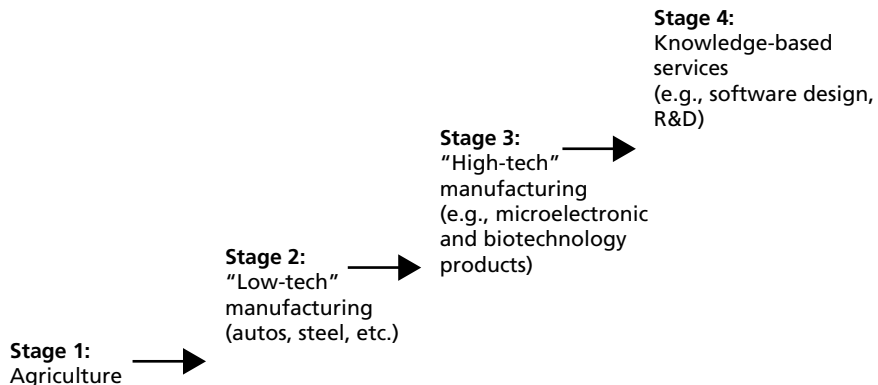 Stage 1:
Agriculture
Stage 2:
“Low-tech”
manufacturing
(autos, steel, etc.)
Stage 3:
“High-tech”
manufacturing
(e.g., microelectronic
and biotechnology
products)
Stage 4:
Knowledge-based
services
(e.g., software design,
R&D)